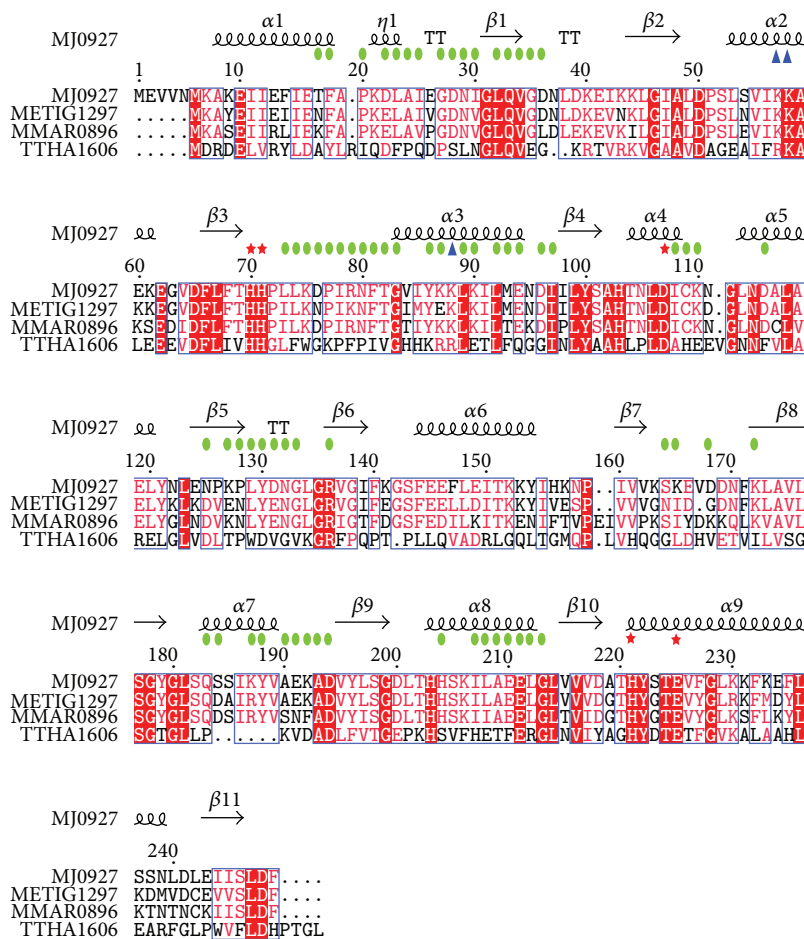 α1 η1 TT β1 TT β2 α2
MJ0927
1 10 20 30 40 50
MJ0927 MEVVNMKAKEIIEFIETFA.PKDLAIEGDNIGLQVGDNLDKEIKKLGIALDPSLSVIKKA
METIG1297 .....MKAYEIIEIIENFA.PKELAIVGDNVGLQVGDNLDKEVNKLGIALDPSLNVIKKA
MMAR0896 .....MKASEIIRLIEKFA.PKELAVPGDNVGLQVGLDLEKEVKILGIALDPSLEVIKKA
TTHA1606 .....MDRDELVRYLDAYLRIQDFPQDPSLNGLQVEG..KRTVRKVGAAVDAGEAIFRKA
β3 α3 β4 α4 α5
MJ0927
60 70 80 90 100 110
MJ0927 EKEGVDFLFTHHPLLKDPIRNFTGVIYKKLKILMENDIILYSAHTNLDICKN.GLNDALA
METIG1297 KKEGVDFLFTHHPILKNPIKNFTGIMYEKLKILMENDIILYSAHTNLDICKD.GLNDALA
MMAR0896 KSEDIDFLFTHHPILKDPIRNFTGTIYKKLKILTEKDIPLYSAHTNLDICKN.GLNDCLV
TTHA1606 LEEEVDFLIVHHGLFWGKPFPIVGHHKRRLETLFQGGINLYAAHLPLDAHEEVGNNFVLA
β5 TT β6 α6 β7 β8
MJ0927
120 130 140 150 160 170
MJ0927 ELYNLENPKPLYDNGLGRVGIFKGSFEEFLEITKKYIHKNP..IVVKSKEVDDNFKLAVL
METIG1297 ELYKLKDVENLYENGLGRVGIFEGSFEELLDITKKYIVESP..VVVGNID.GDNFKLAVL
MMAR0896 ELYGLNDVKNLYENGLGRIGTFDGSFEDILKITKENIFTVPEIVVPKSIYDKKQLKVAVL
TTHA1606 RELGLVDLTPWDVGVKGRFPQPT.PLLQVADRLGQLTGMQP.LVHQGGLDHVETVILVSG
α7 β9 α8 β10 α9
MJ0927
180 190 200 210 220 230
MJ0927 SGYGLSQSSIKYVAEKADVYLSGDLTHHSKILAEELGLVVVDATHYSTEVFGLKKFKEFL
METIG1297 SGYGLSQDAIRYVAEKADVYLSGDLTHHSKILAEELGLVVVDGTHYGTEVYGLRKFMDYL
MMAR0896 SGYGLSQDSIRYVSNFADVYISGDLTHHSKIIAEELGLTVIDGTHYGTEVYGLKSFLKYL
TTHA1606 SGTGLLP.....KVDADLFVTGEPKHSVFHETFERGLNVIYAGHYDTETFGVKALAAHL
β11
MJ0927
240
MJ0927 SSNLDLEIISLDF....
METIG1297 KDMVDCEVVSLDF....
MMAR0896 KTNTNCKIISLDF....
TTHA1606 EARFGLPWVFLDHPTGL